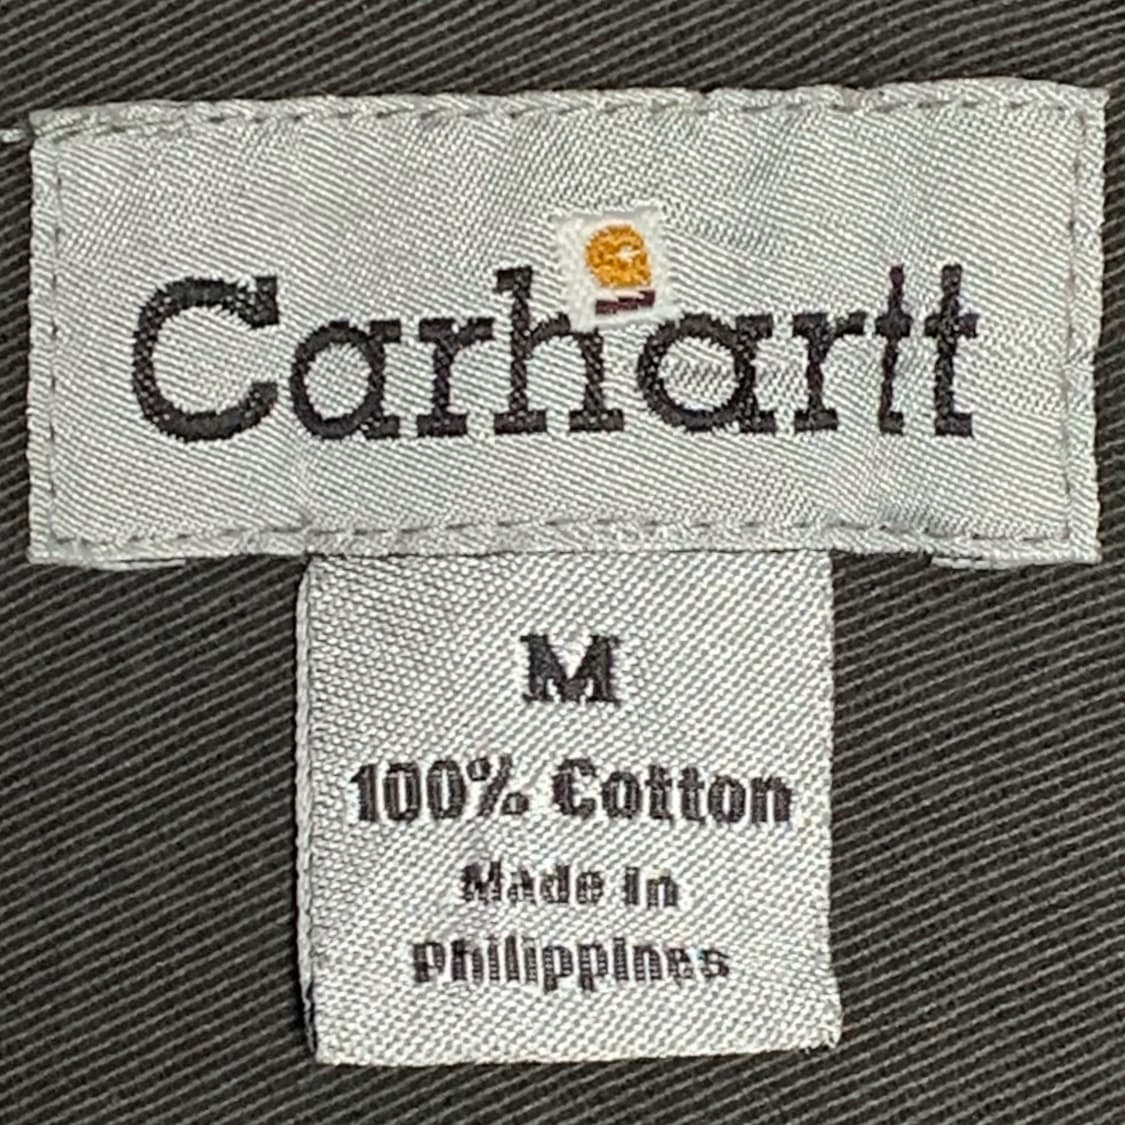 Carhartt
M
100% Cotton
Made In
Philippines